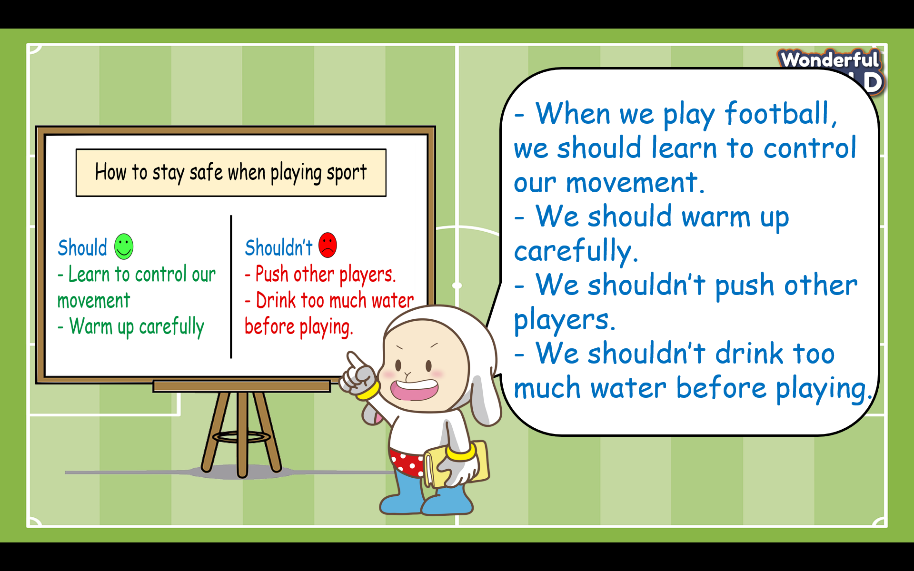 Wonderful
D
How to stay safe when playing sport
Should
- Learn to control our
movement
- Warm up carefully
Shouldn't
- Push other players.
- Drink too much water
before playing.
- When we play football,
we should learn to control
our movement.
- We should warm up
carefully.
- We shouldn't push other
players.
- We shouldn't drink too
much water before playing.